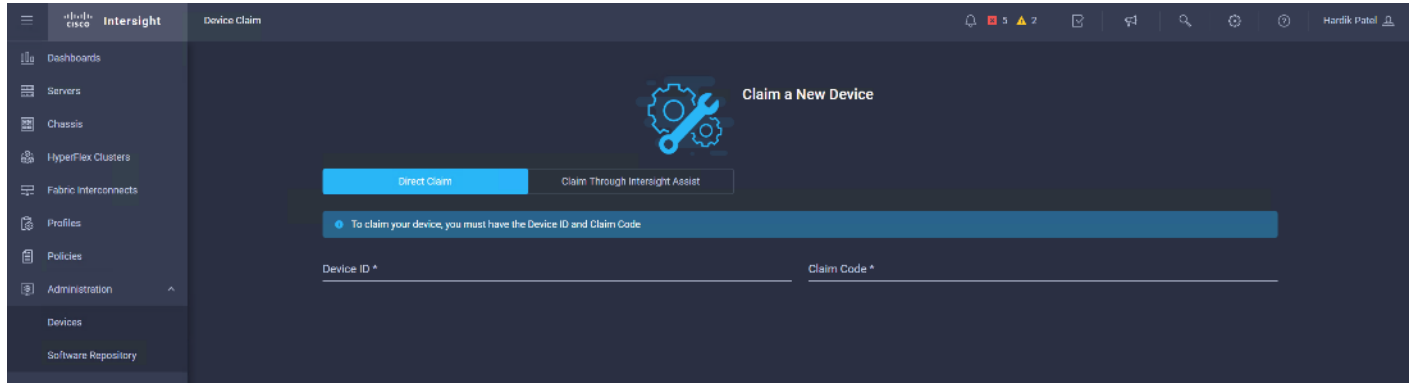 cisco Intersight
Device Claim
5
2
Hardik Patel
Dashboards
Servers
Chassis
HyperFlex Clusters
Fabric Interconnects
Profiles
Policies
Administration
Devices
Software Repository
Claim a New Device
Direct Claim
Claim Through Intersight Assist
To claim your device, you must have the Device ID and Claim Code
Device ID *
Claim Code *